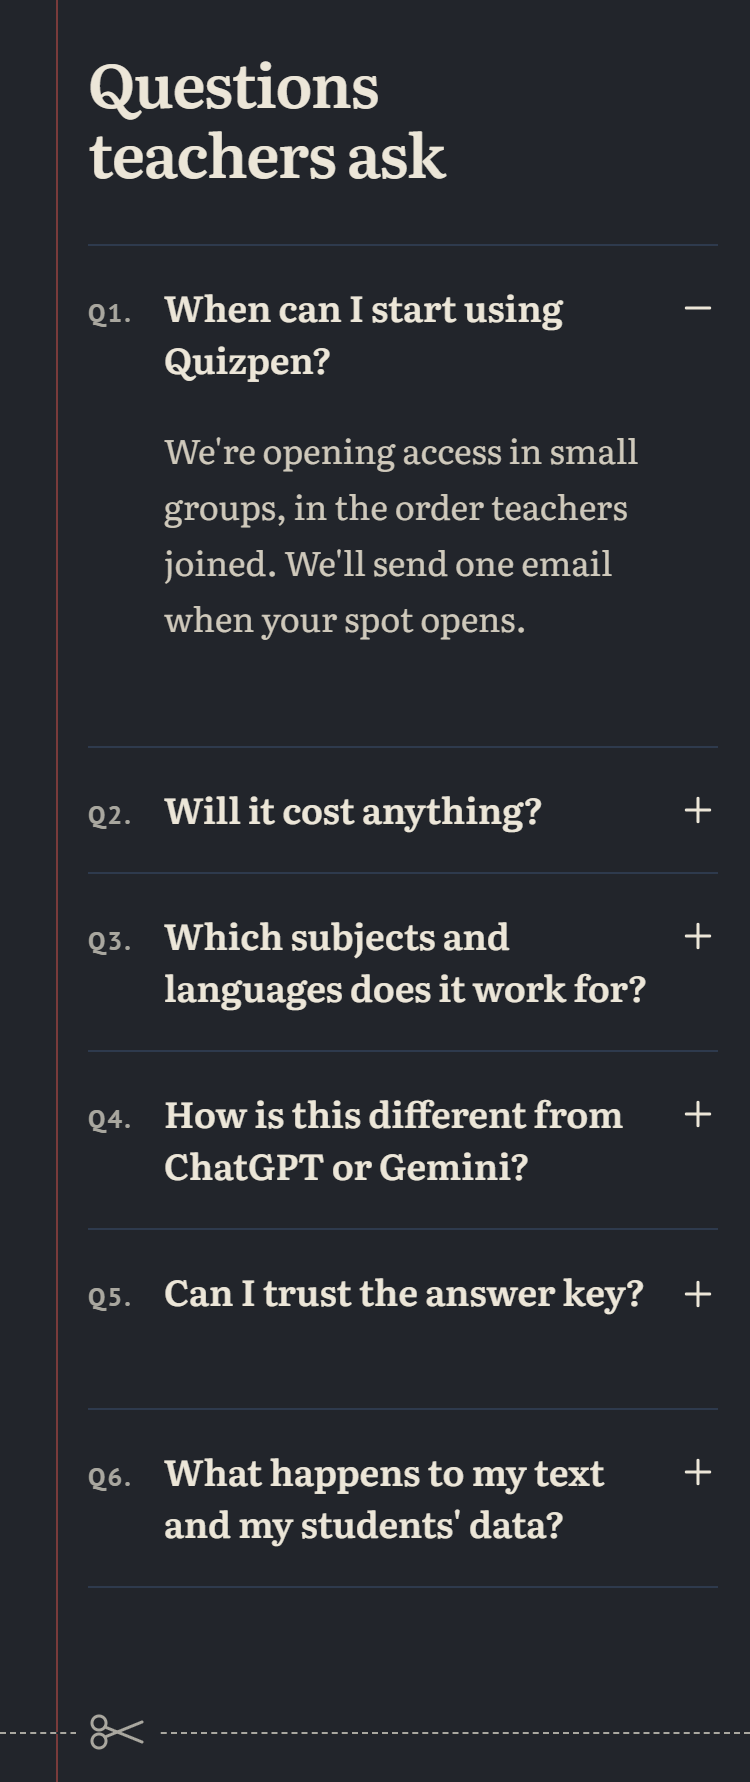 Questions
teachers ask
Q1. When can I start using
Quizpen?
We're opening access in small
groups, in the order teachers
joined. We'll send one email
when your spot opens.
Q2. Will it cost anything?
Q3. Which subjects and
languages does it work for?
Q4. How is this different from
ChatGPT or Gemini?
Q5. Can I trust the answer key?
Q6. What happens to my text
and my students' data?